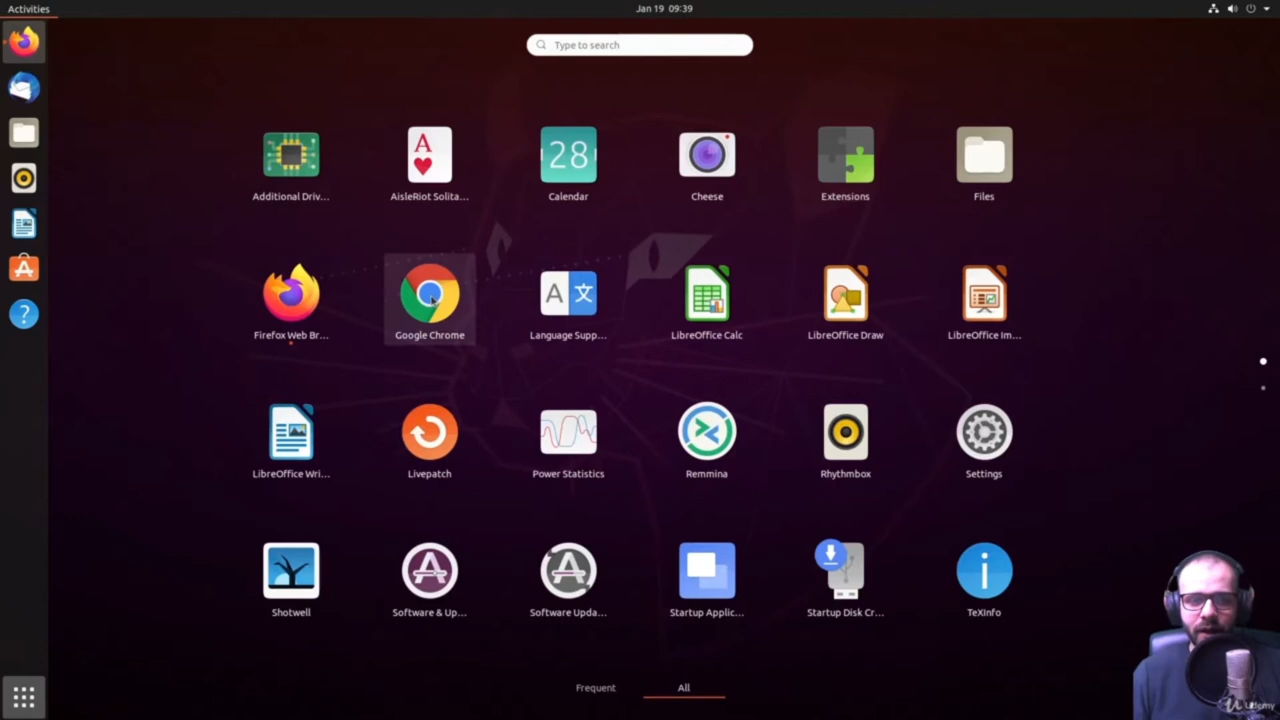 Activities
Jan 19 09:39
Type to search
A
28
Additional Driv...
AisleRiot Solita...
Calendar
Cheese
Extensions
Files
A 文
Firefox Web Br...
Google Chrome
Language Supp...
LibreOffice Calc
LibreOffice Draw
LibreOffice Im...
?
LibreOffice Wri...
Livepatch
Power Statistics
Remmina
Rhythmbox
Settings
i
Shotwell
Software & Up...
Software Upda...
Startup Applic...
Startup Disk Cr...
TeXInfo
Frequent
All
Udemy